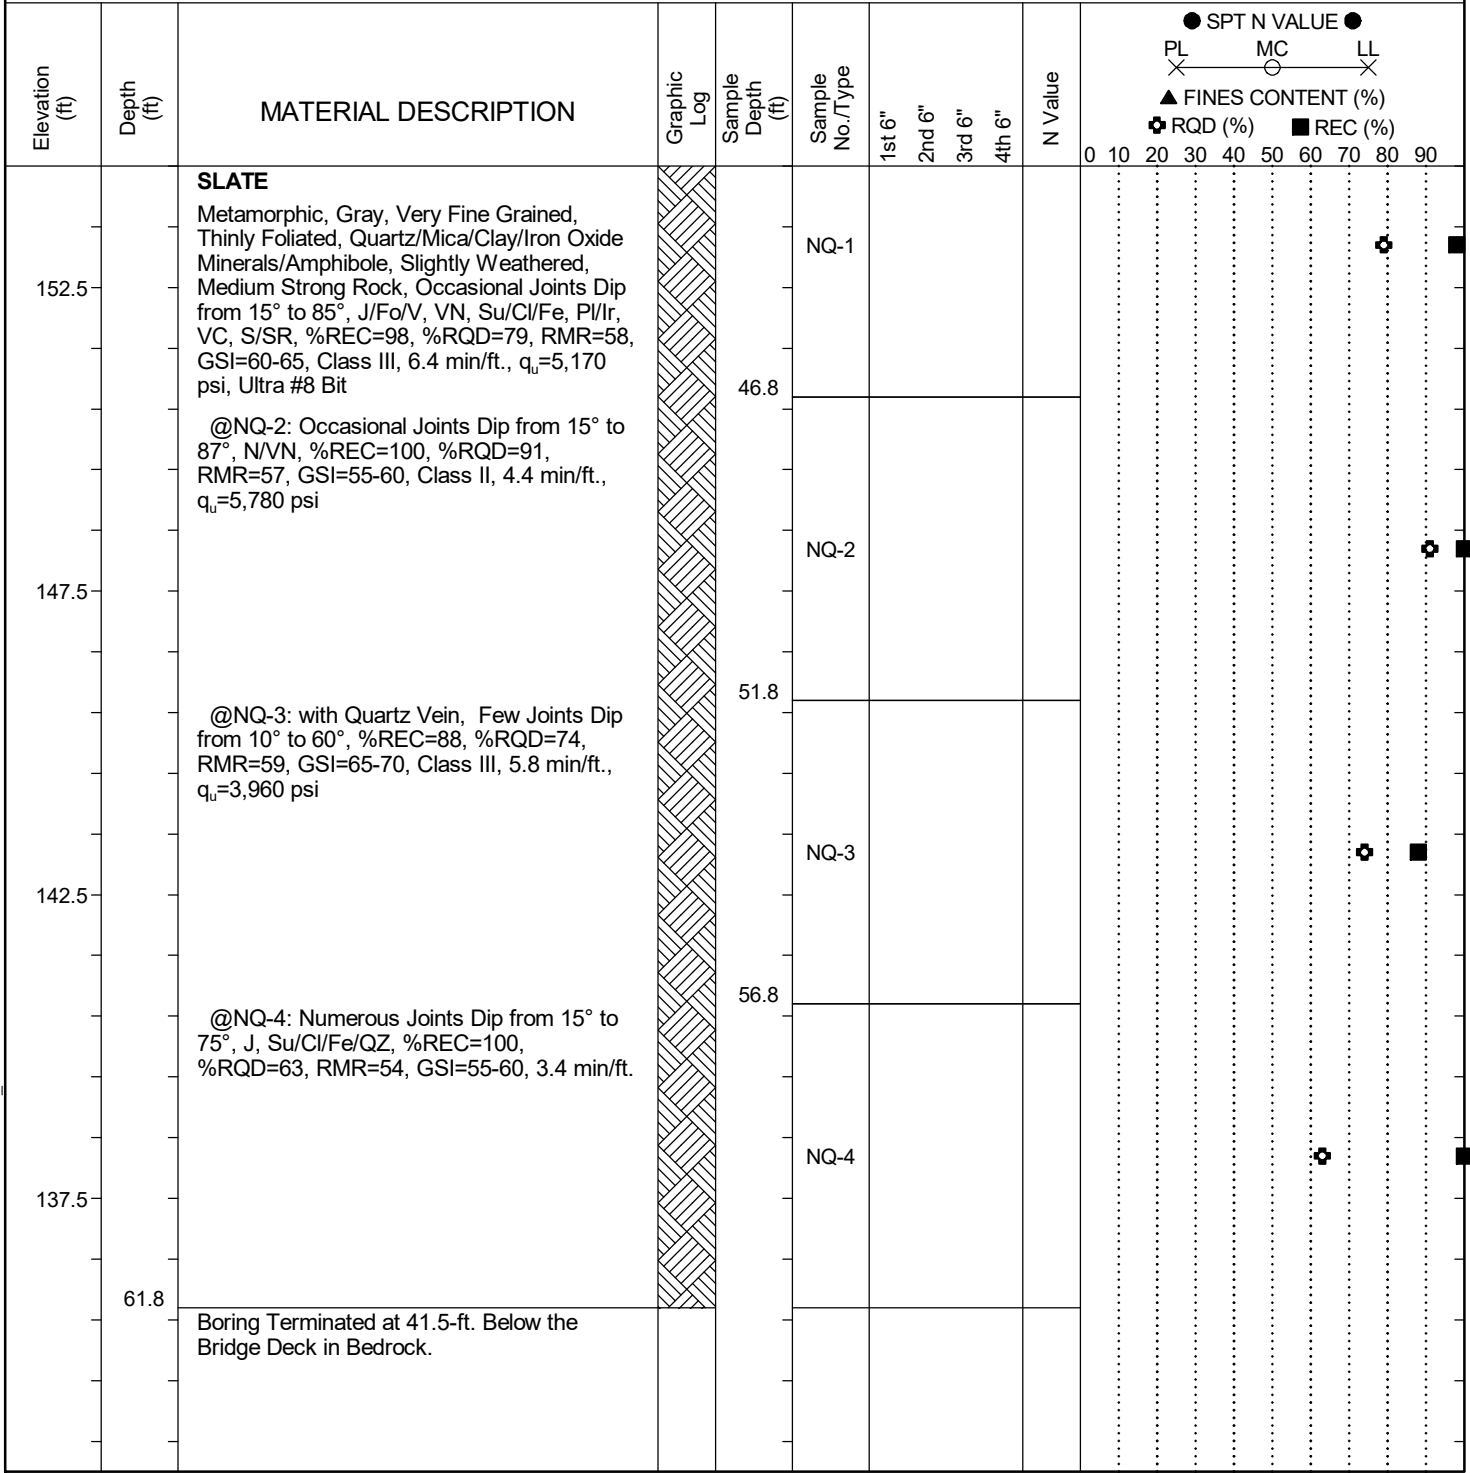 Elevation
(ft)
Depth
(ft)
MATERIAL DESCRIPTION
Graphic
Log
Sample
Depth
(ft)
Sample
No./Type
1st 6"
2nd 6"
3rd 6"
4th 6"
N Value
● SPT N VALUE ●
PL MC LL
▲ FINES CONTENT (%)
RQD (%) ■ REC (%)
0 10 20 30 40 50 60 70 80 90
SLATE
Metamorphic, Gray, Very Fine Grained,
Thinly Foliated, Quartz/Mica/Clay/Iron Oxide
Minerals/Amphibole, Slightly Weathered,
Medium Strong Rock, Occasional Joints Dip
from 15° to 85°, J/Fo/V, VN, Su/Cl/Fe, Pl/Ir,
VC, S/SR, %REC=98, %RQD=79, RMR=58,
GSI=60-65, Class III, 6.4 min/ft., qu=5,170
psi, Ultra #8 Bit
NQ-1
152.5
46.8
@NQ-2: Occasional Joints Dip from 15° to
87°, N/VN, %REC=100, %RQD=91,
RMR=57, GSI=55-60, Class II, 4.4 min/ft.,
qu=5,780 psi
NQ-2
147.5
51.8
@NQ-3: with Quartz Vein, Few Joints Dip
from 10° to 60°, %REC=88, %RQD=74,
RMR=59, GSI=65-70, Class III, 5.8 min/ft.,
qu=3,960 psi
NQ-3
142.5
56.8
@NQ-4: Numerous Joints Dip from 15° to
75°, J, Su/Cl/Fe/QZ, %REC=100,
%RQD=63, RMR=54, GSI=55-60, 3.4 min/ft.
NQ-4
137.5
61.8
Boring Terminated at 41.5-ft. Below the
Bridge Deck in Bedrock.